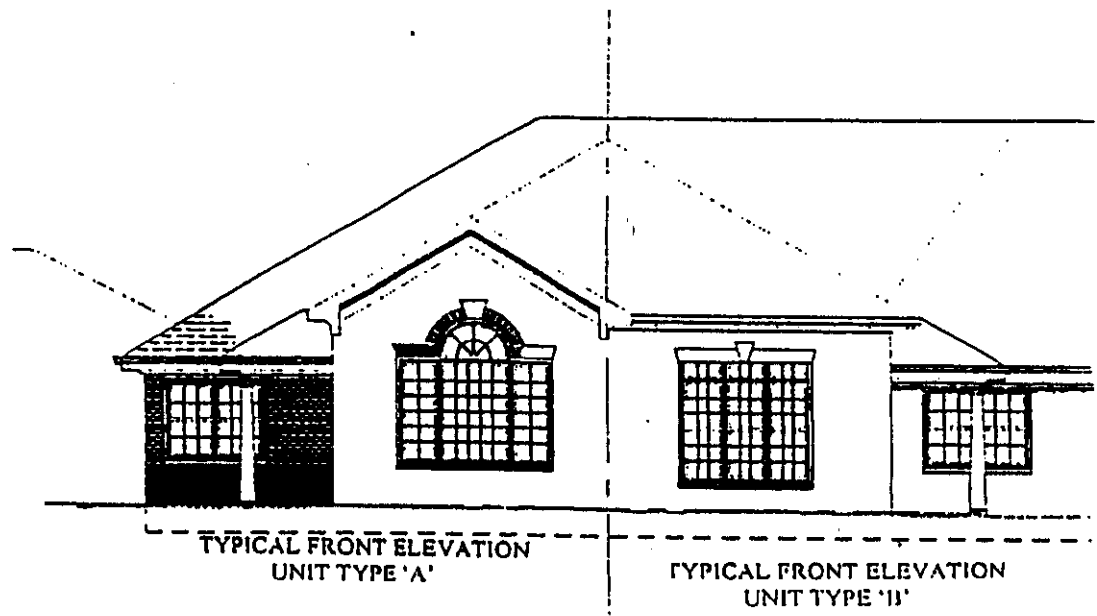 TYPICAL FRONT ELEVATION
UNIT TYPE 'A'
TYPICAL FRONT ELEVATION
UNIT TYPE 'B'